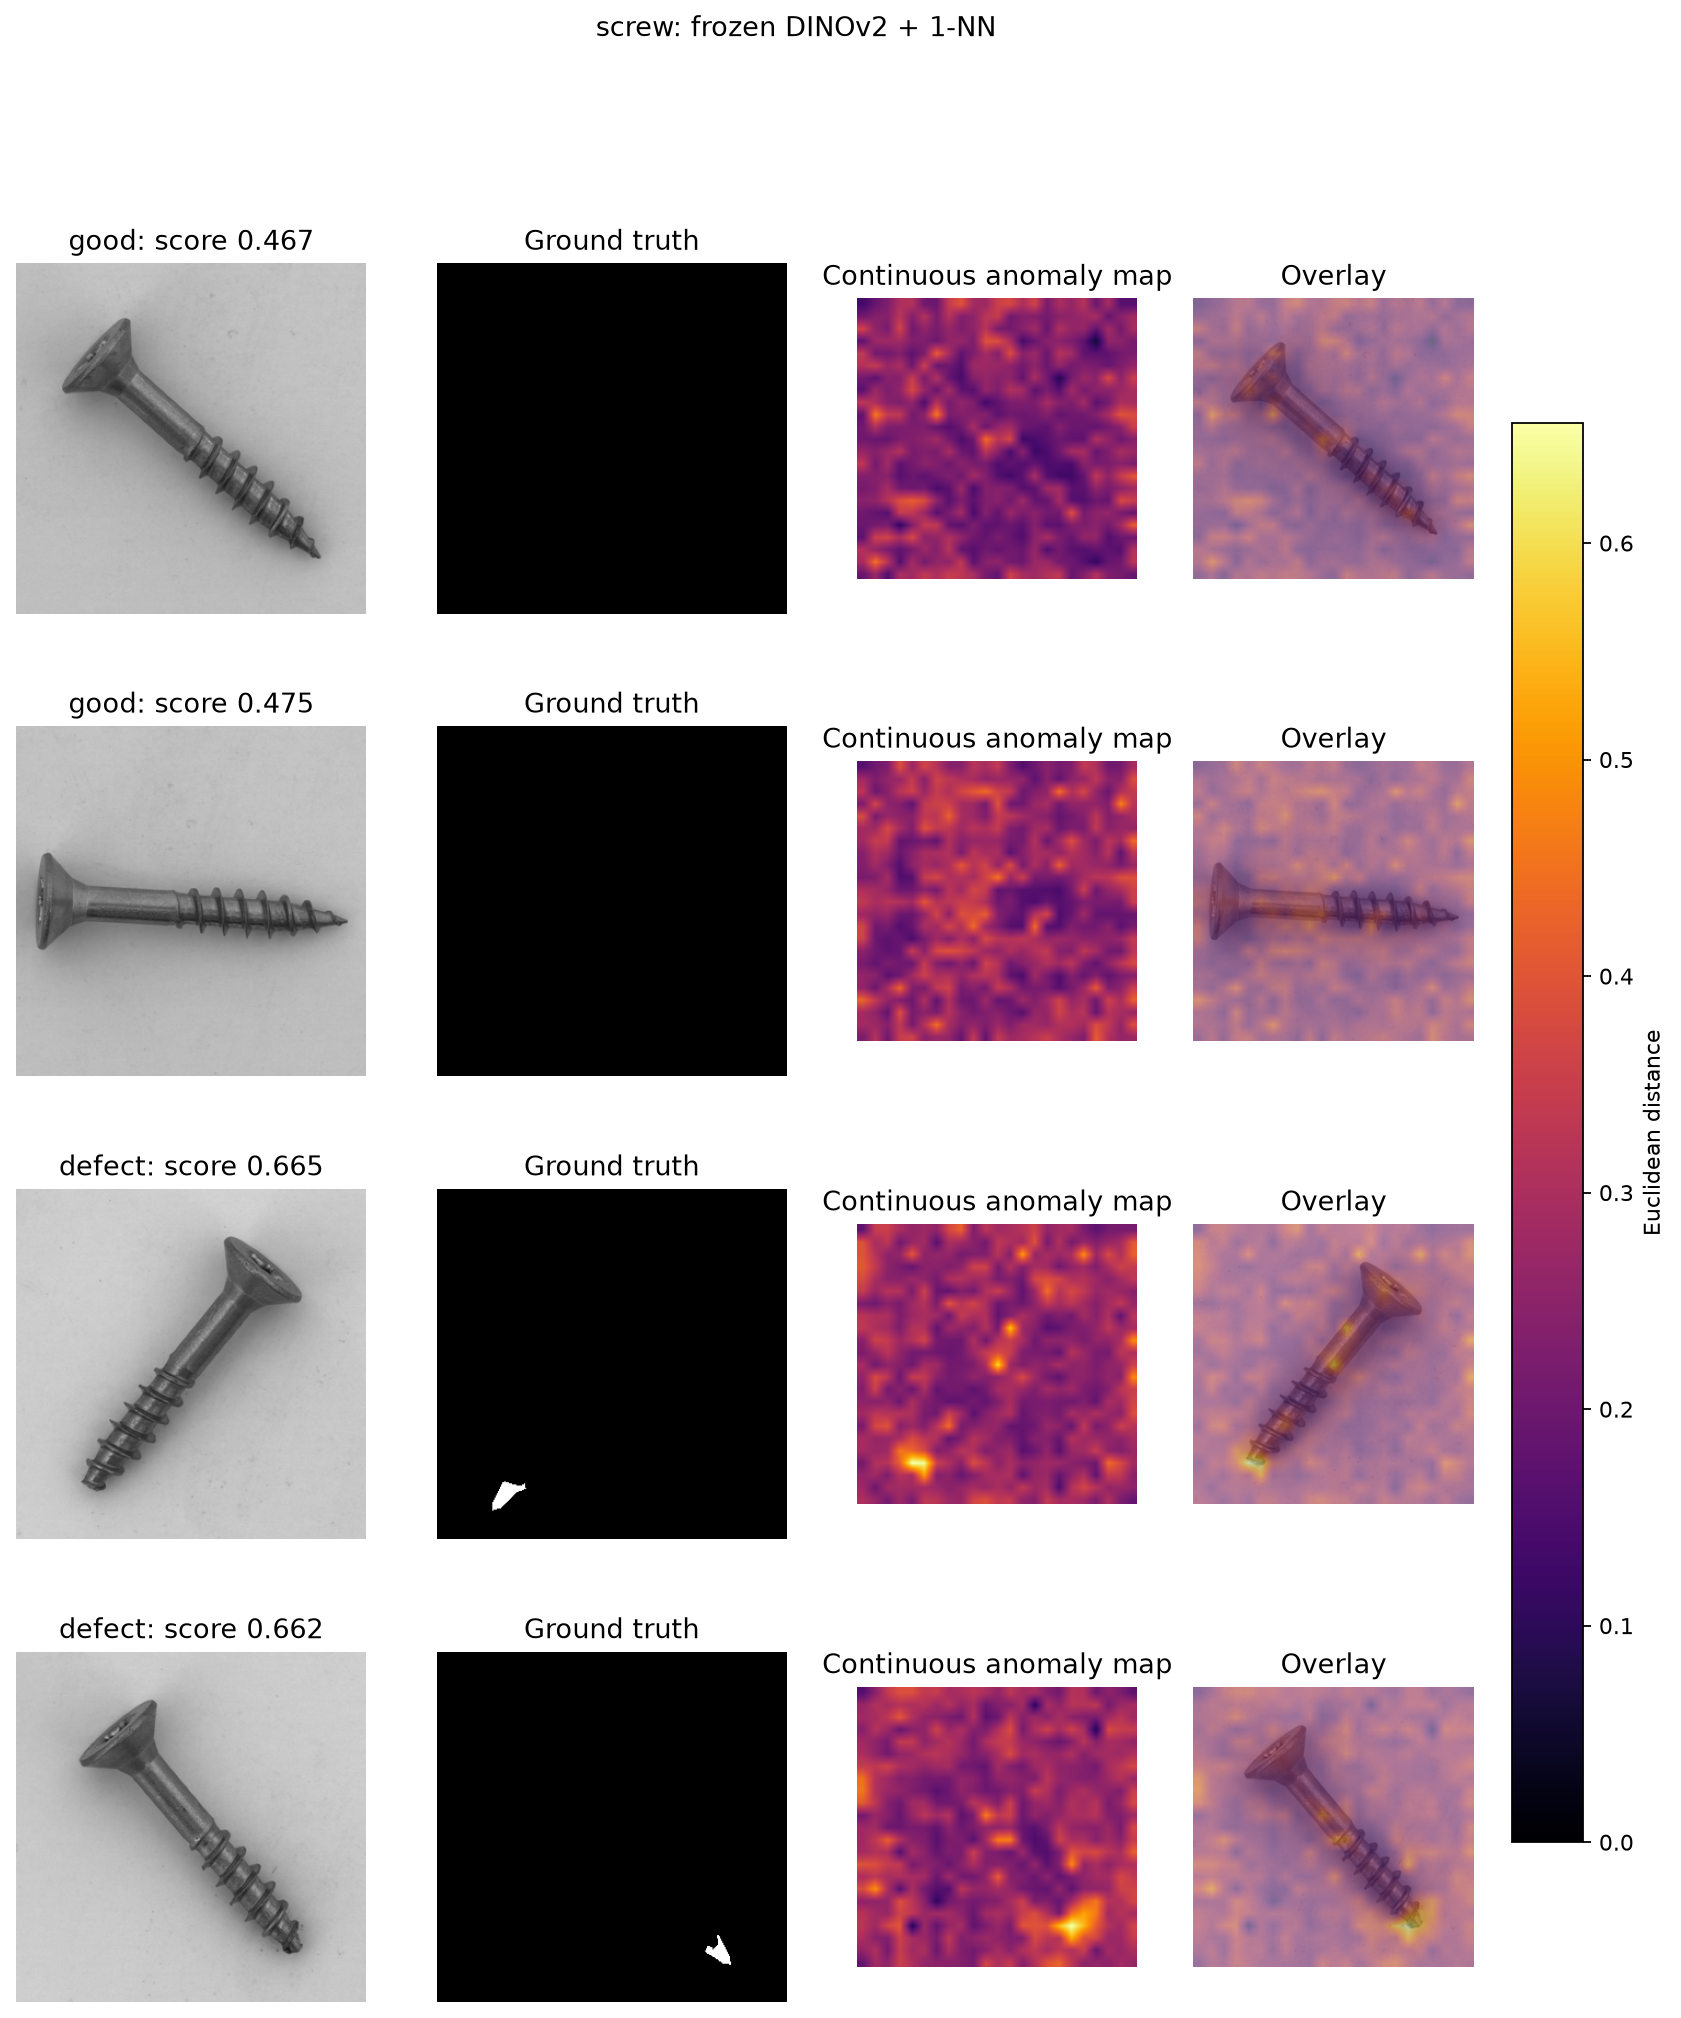 screw: frozen DINOv2 + 1-NN
good: score 0.467
Ground truth
Continuous anomaly map
Overlay
good: score 0.475
Ground truth
Continuous anomaly map
Overlay
defect: score 0.665
Ground truth
Continuous anomaly map
Overlay
defect: score 0.662
Ground truth
Continuous anomaly map
Overlay
0.6
0.5
0.4
0.3
0.2
0.1
0.0
Euclidean distance